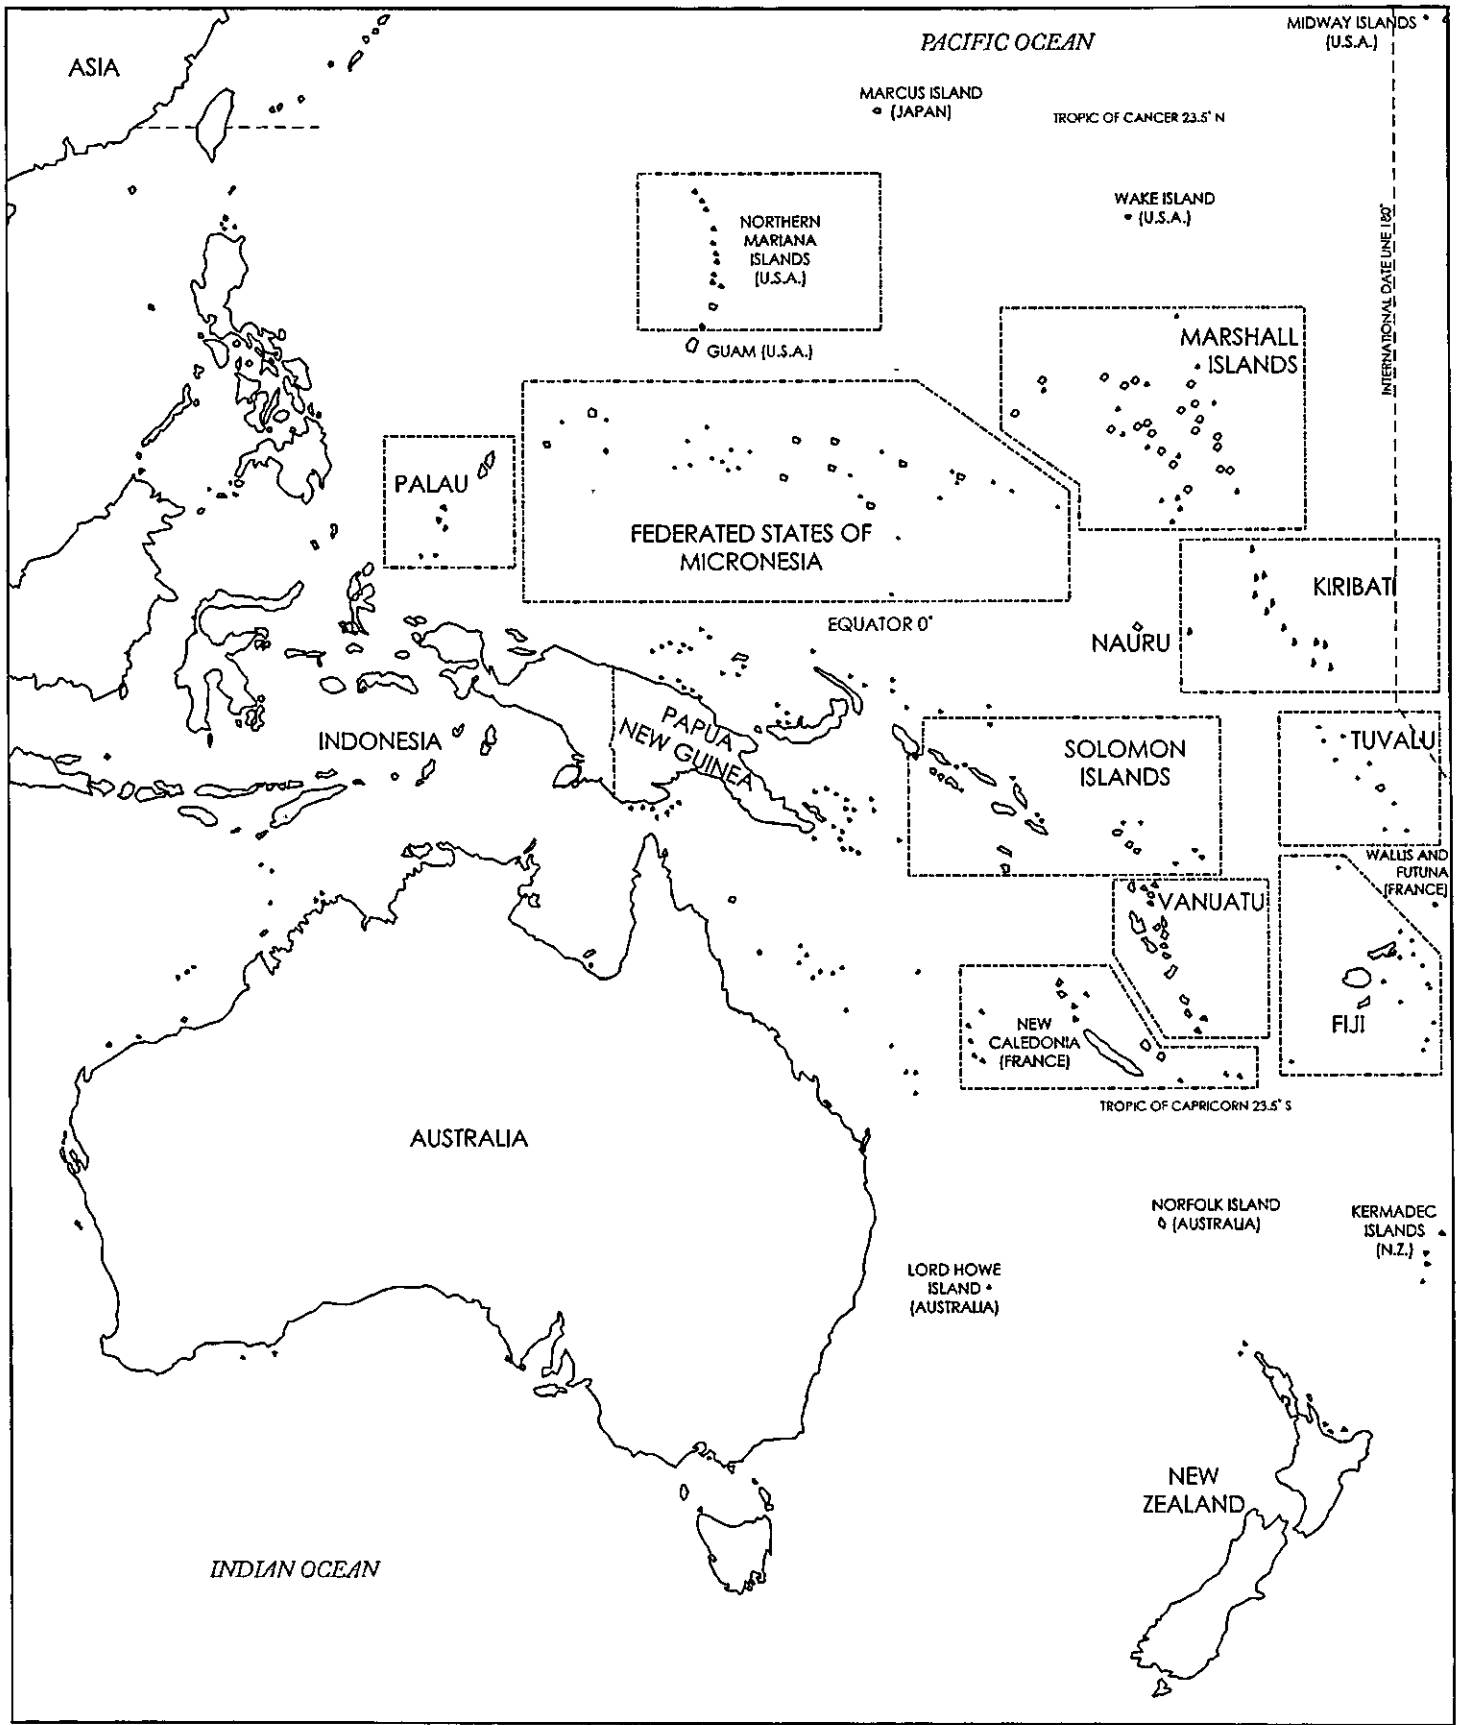 MIDWAY ISLANDS
(U.S.A.)
PACIFIC OCEAN
ASIA
MARCUS ISLAND
(JAPAN)
TROPIC OF CANCER 23.5° N
WAKE ISLAND
(U.S.A.)
NORTHERN
MARIANA
ISLANDS
(U.S.A.)
INTERNATIONAL DATE LINE 180°
GUAM (U.S.A.)
MARSHALL
ISLANDS
PALAU
FEDERATED STATES OF
MICRONESIA
KIRIBATI
EQUATOR 0°
NAURU
INDONESIA
PAPUA
NEW GUINEA
SOLOMON
ISLANDS
TUVALU
WALLIS AND
FUTUNA
(FRANCE)
VANUATU
NEW
CALEDONIA
(FRANCE)
FIJI
TROPIC OF CAPRICORN 23.5° S
AUSTRALIA
NORFOLK ISLAND
(AUSTRALIA)
KERMADEC
ISLANDS
(N.Z.)
LORD HOWE
ISLAND
(AUSTRALIA)
NEW
ZEALAND
INDIAN OCEAN